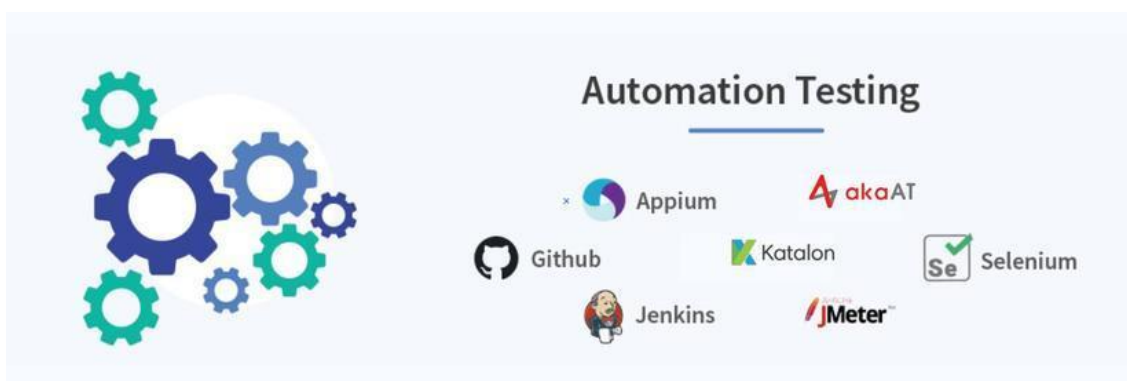 Automation Testing
Appium
akaAT
Github
Katalon
Se Selenium
Jenkins
JMeter